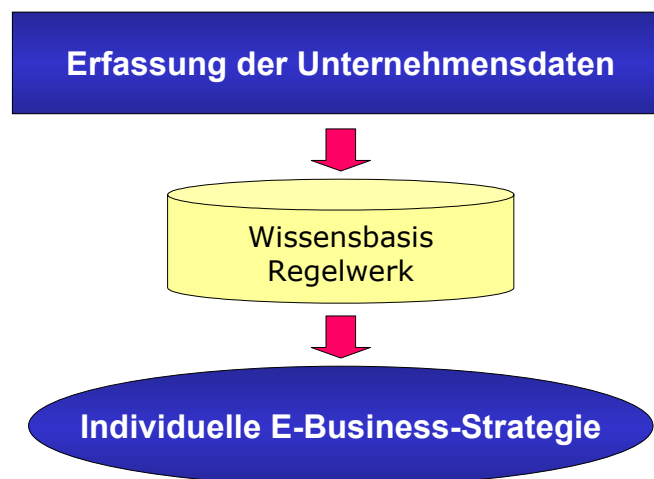 Erfassung der Unternehmensdaten
Wissensbasis
Regelwerk
Individuelle E-Business-Strategie